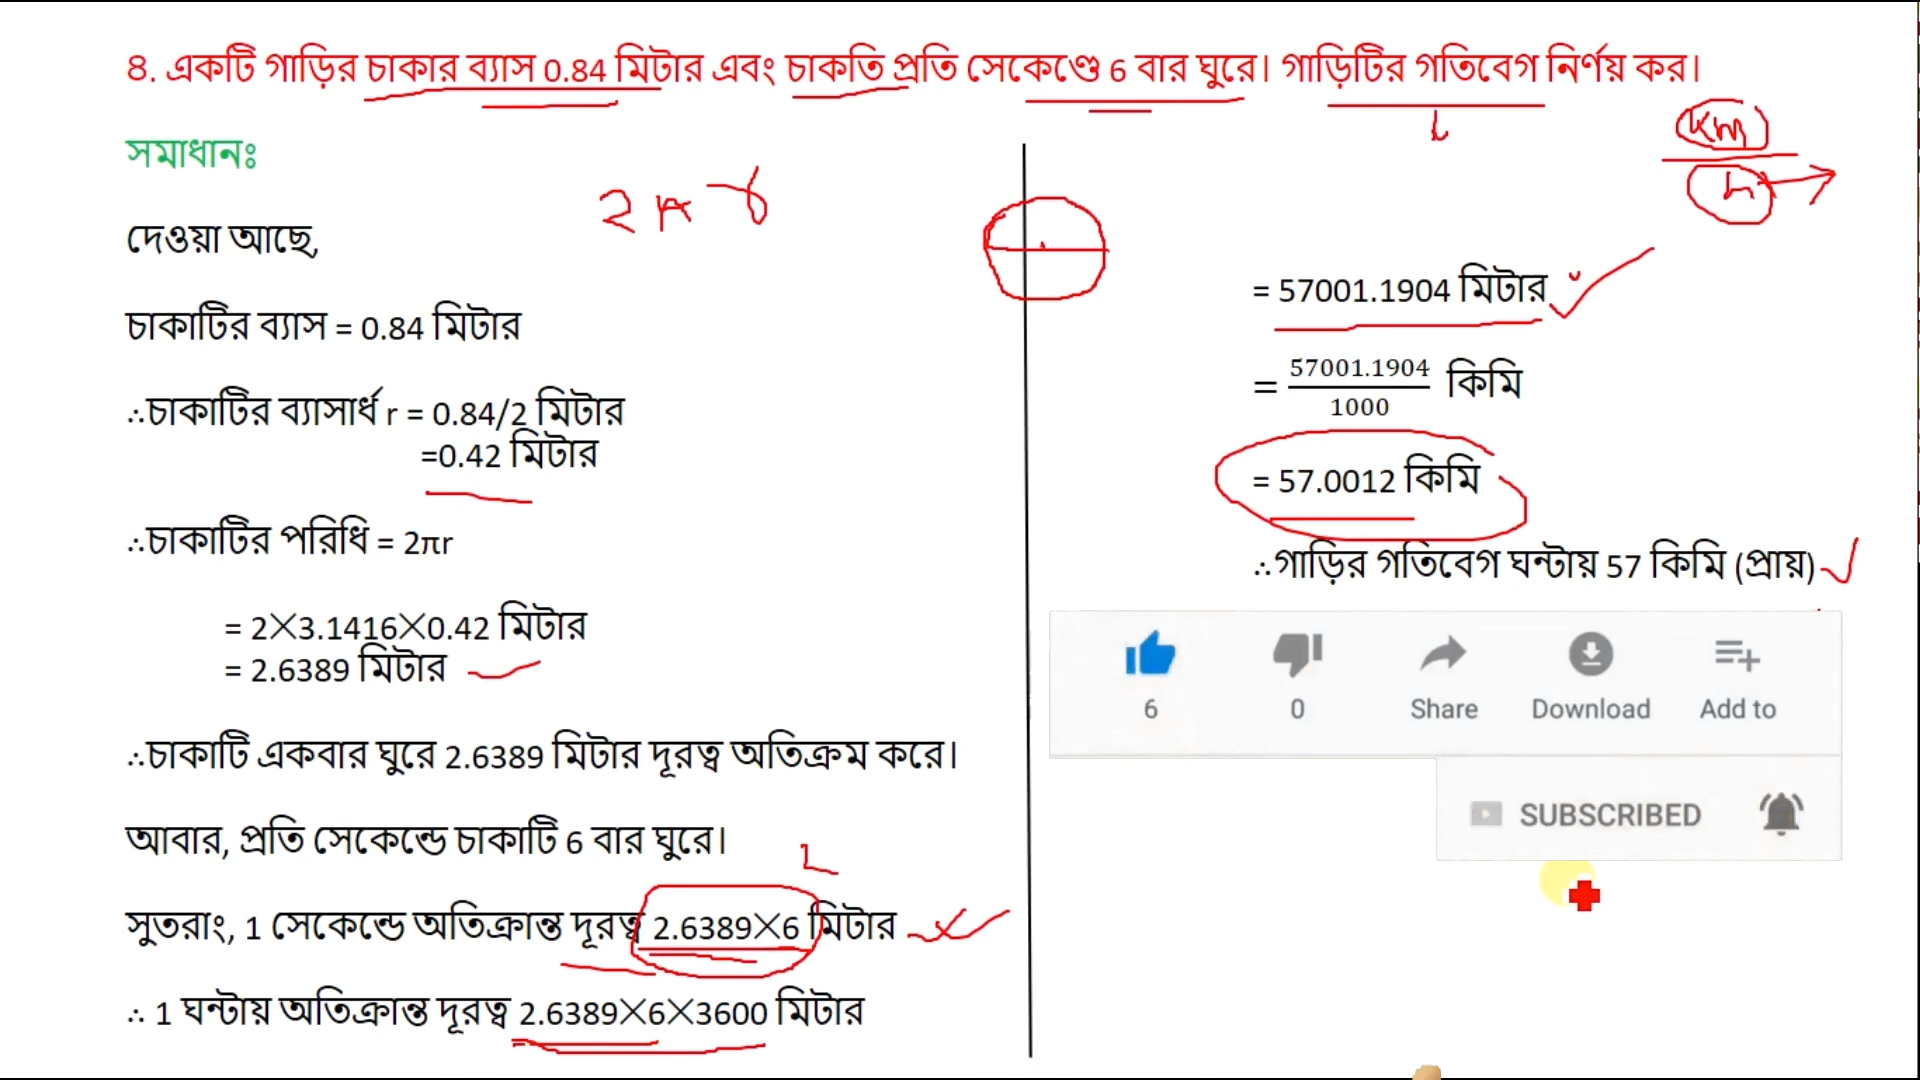 ৪. একটি গাড়ির চাকার ব্যাস 0.84 মিটার এবং চাকতি প্রতি সেকেণ্ডে 6 বার ঘুরে। গাড়িটির গতিবেগ নির্ণয় কর।
সমাধানঃ
2π
দেওয়া আছে,
চাকাটির ব্যাস = 0.84 মিটার
∴চাকাটির ব্যাসার্ধ r = 0.84/2 মিটার
=0.42 মিটার
∴চাকাটির পরিধি = 2πr
= 2×3.1416×0.42 মিটার
= 2.6389 মিটার
∴চাকাটি একবার ঘুরে 2.6389 মিটার দূরত্ব অতিক্রম করে।
আবার, প্রতি সেকেন্ডে চাকাটি 6 বার ঘুরে।
সুতরাং, 1 সেকেন্ডে অতিক্রান্ত দূরত্ব 2.6389×6 মিটার
∴ 1 ঘন্টায় অতিক্রান্ত দূরত্ব 2.6389×6×3600 মিটার
km
h
= 57001.1904 মিটার
= 57001.1904/1000 কিমি
= 57.0012 কিমি
∴গাড়ির গতিবেগ ঘন্টায় 57 কিমি (প্রায়)
6 0 Share Download Add to
SUBSCRIBED